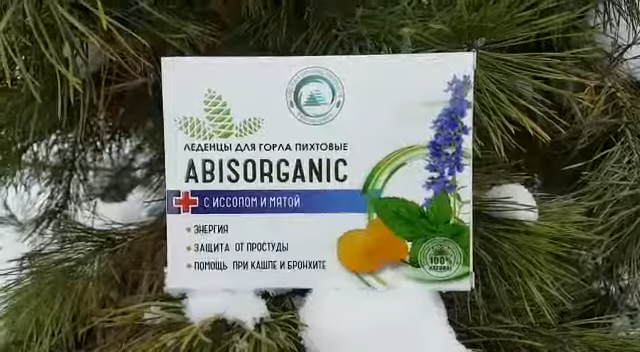 ЛЕДЕНЦЫ ДЛЯ ГОРЛА ПИХТОВЫЕ
ABISORGANIC
С ИССОПОМ И МЯТОЙ
ЭНЕРГИЯ
ЗАЩИТА ОТ ПРОСТУДЫ
ПОМОЩЬ ПРИ КАШЛЕ И БРОНХИТЕ
100%